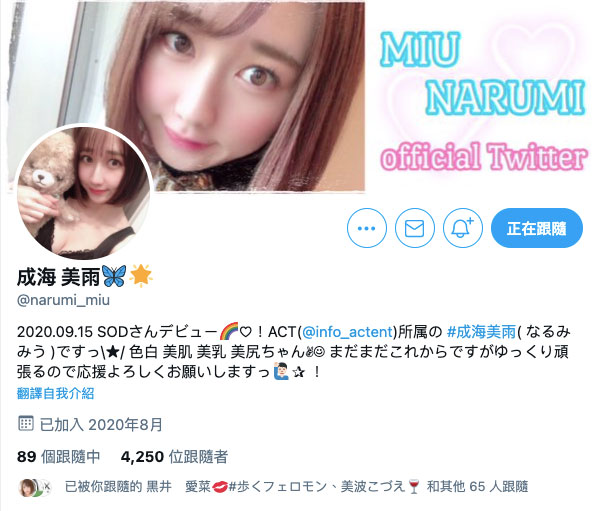 MIU
NARUMI
official Twitter
正在跟隨
成海 美雨🦋🌟
@narumi_miu
2020.09.15 SODさんデビュー🌈♡！ACT(@info_actent)所属の #成海美雨( なるみ
みう )ですっ\★/ 色白 美肌 美乳 美尻ちゃん✌︎☺︎ まだまだこれからですがゆっくり頑
張るので応援よろしくお願いしますっ🙋🏻‍♂️✰ ！
翻譯自我介紹
已加入 2020年8月
89 個跟隨中 4,250 位跟隨者
已被你跟隨的 黒井 愛菜💋#歩くフェロモン、美波こづえ🍷 和其他 65 人跟隨